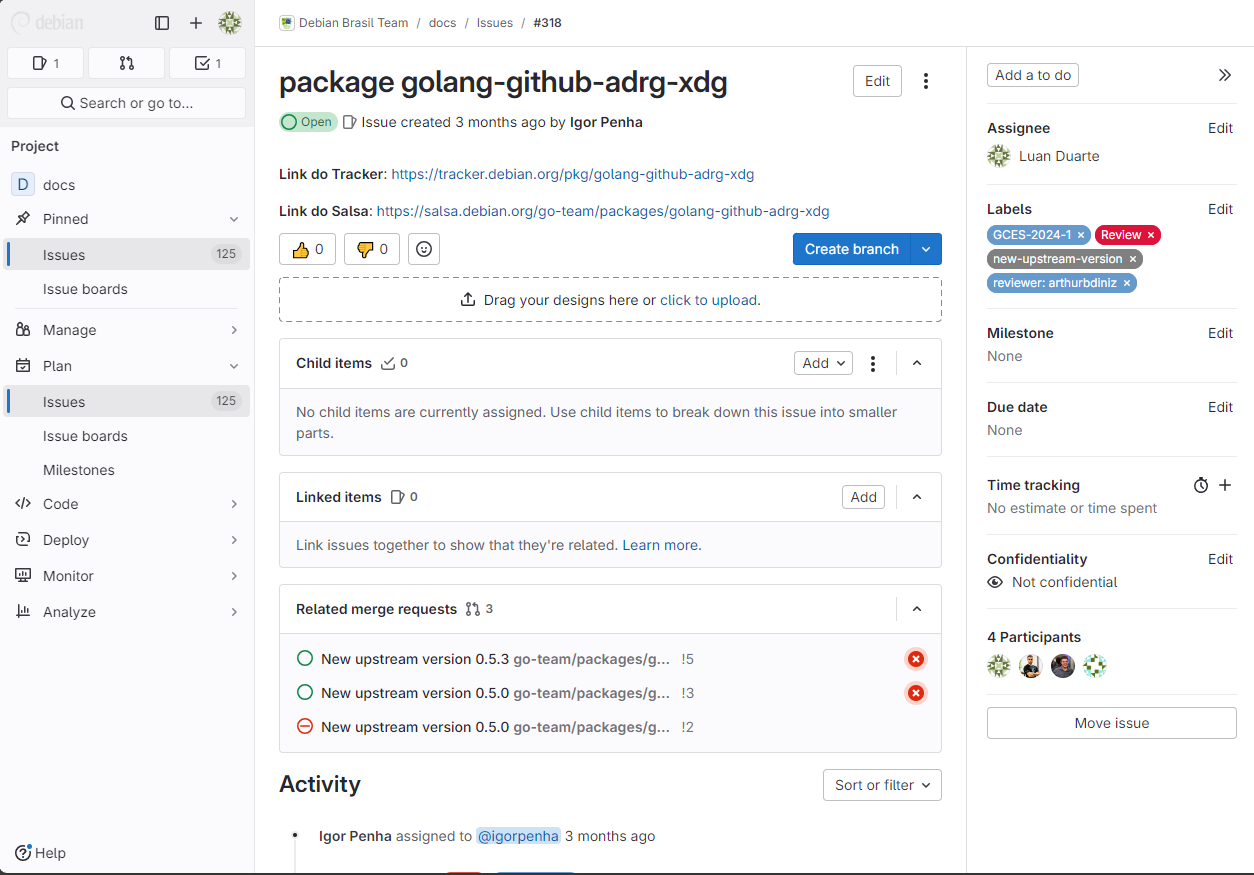 debian
1
1
Search or go to...
Project
D docs
Pinned
Issues 125
Issue boards
Manage
Plan
Issues 125
Issue boards
Milestones
Code
Deploy
Monitor
Analyze
Help
Debian Brasil Team / docs / Issues / #318
package golang-github-adrg-xdg
Edit
Open Issue created 3 months ago by Igor Penha
Link do Tracker: https://tracker.debian.org/pkg/golang-github-adrg-xdg
Link do Salsa: https://salsa.debian.org/go-team/packages/golang-github-adrg-xdg
0 0
Create branch
Drag your designs here or click to upload.
Child items 0
Add
No child items are currently assigned. Use child items to break down this issue into smaller
parts.
Linked items 0
Add
Link issues together to show that they're related. Learn more.
Related merge requests 3
New upstream version 0.5.3 go-team/packages/g... !5
New upstream version 0.5.0 go-team/packages/g... !3
New upstream version 0.5.0 go-team/packages/g... !2
Activity
Sort or filter
Igor Penha assigned to @igorpenha 3 months ago
Add a to do
Assignee Edit
Luan Duarte
Labels Edit
GCES-2024-1 × Review ×
new-upstream-version ×
reviewer: arthurbdiniz ×
Milestone Edit
None
Due date Edit
None
Time tracking
No estimate or time spent
Confidentiality Edit
Not confidential
4 Participants
Move issue